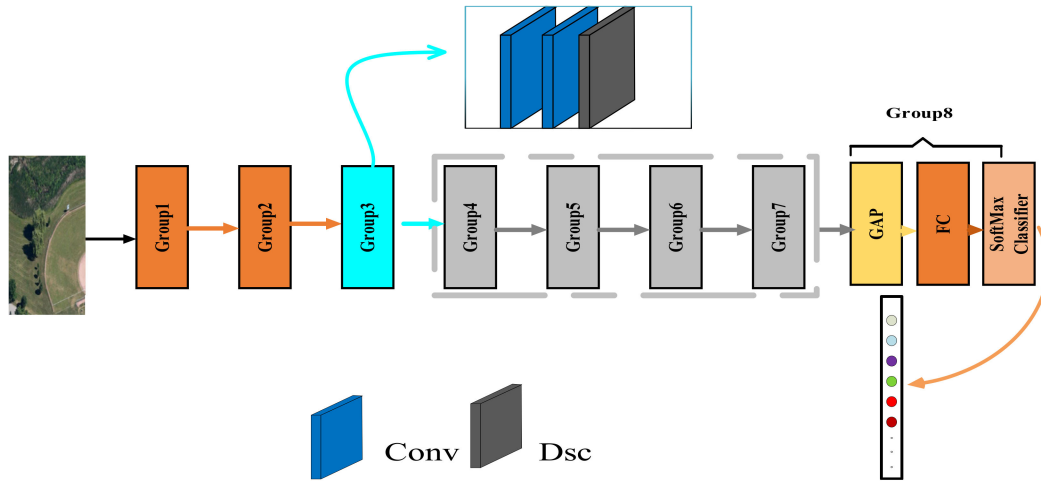 Group8
Group1
Group2
Group3
Group4
Group5
Group6
Group7
GAP
FC
SoftMax
Classifier
Conv
Dsc